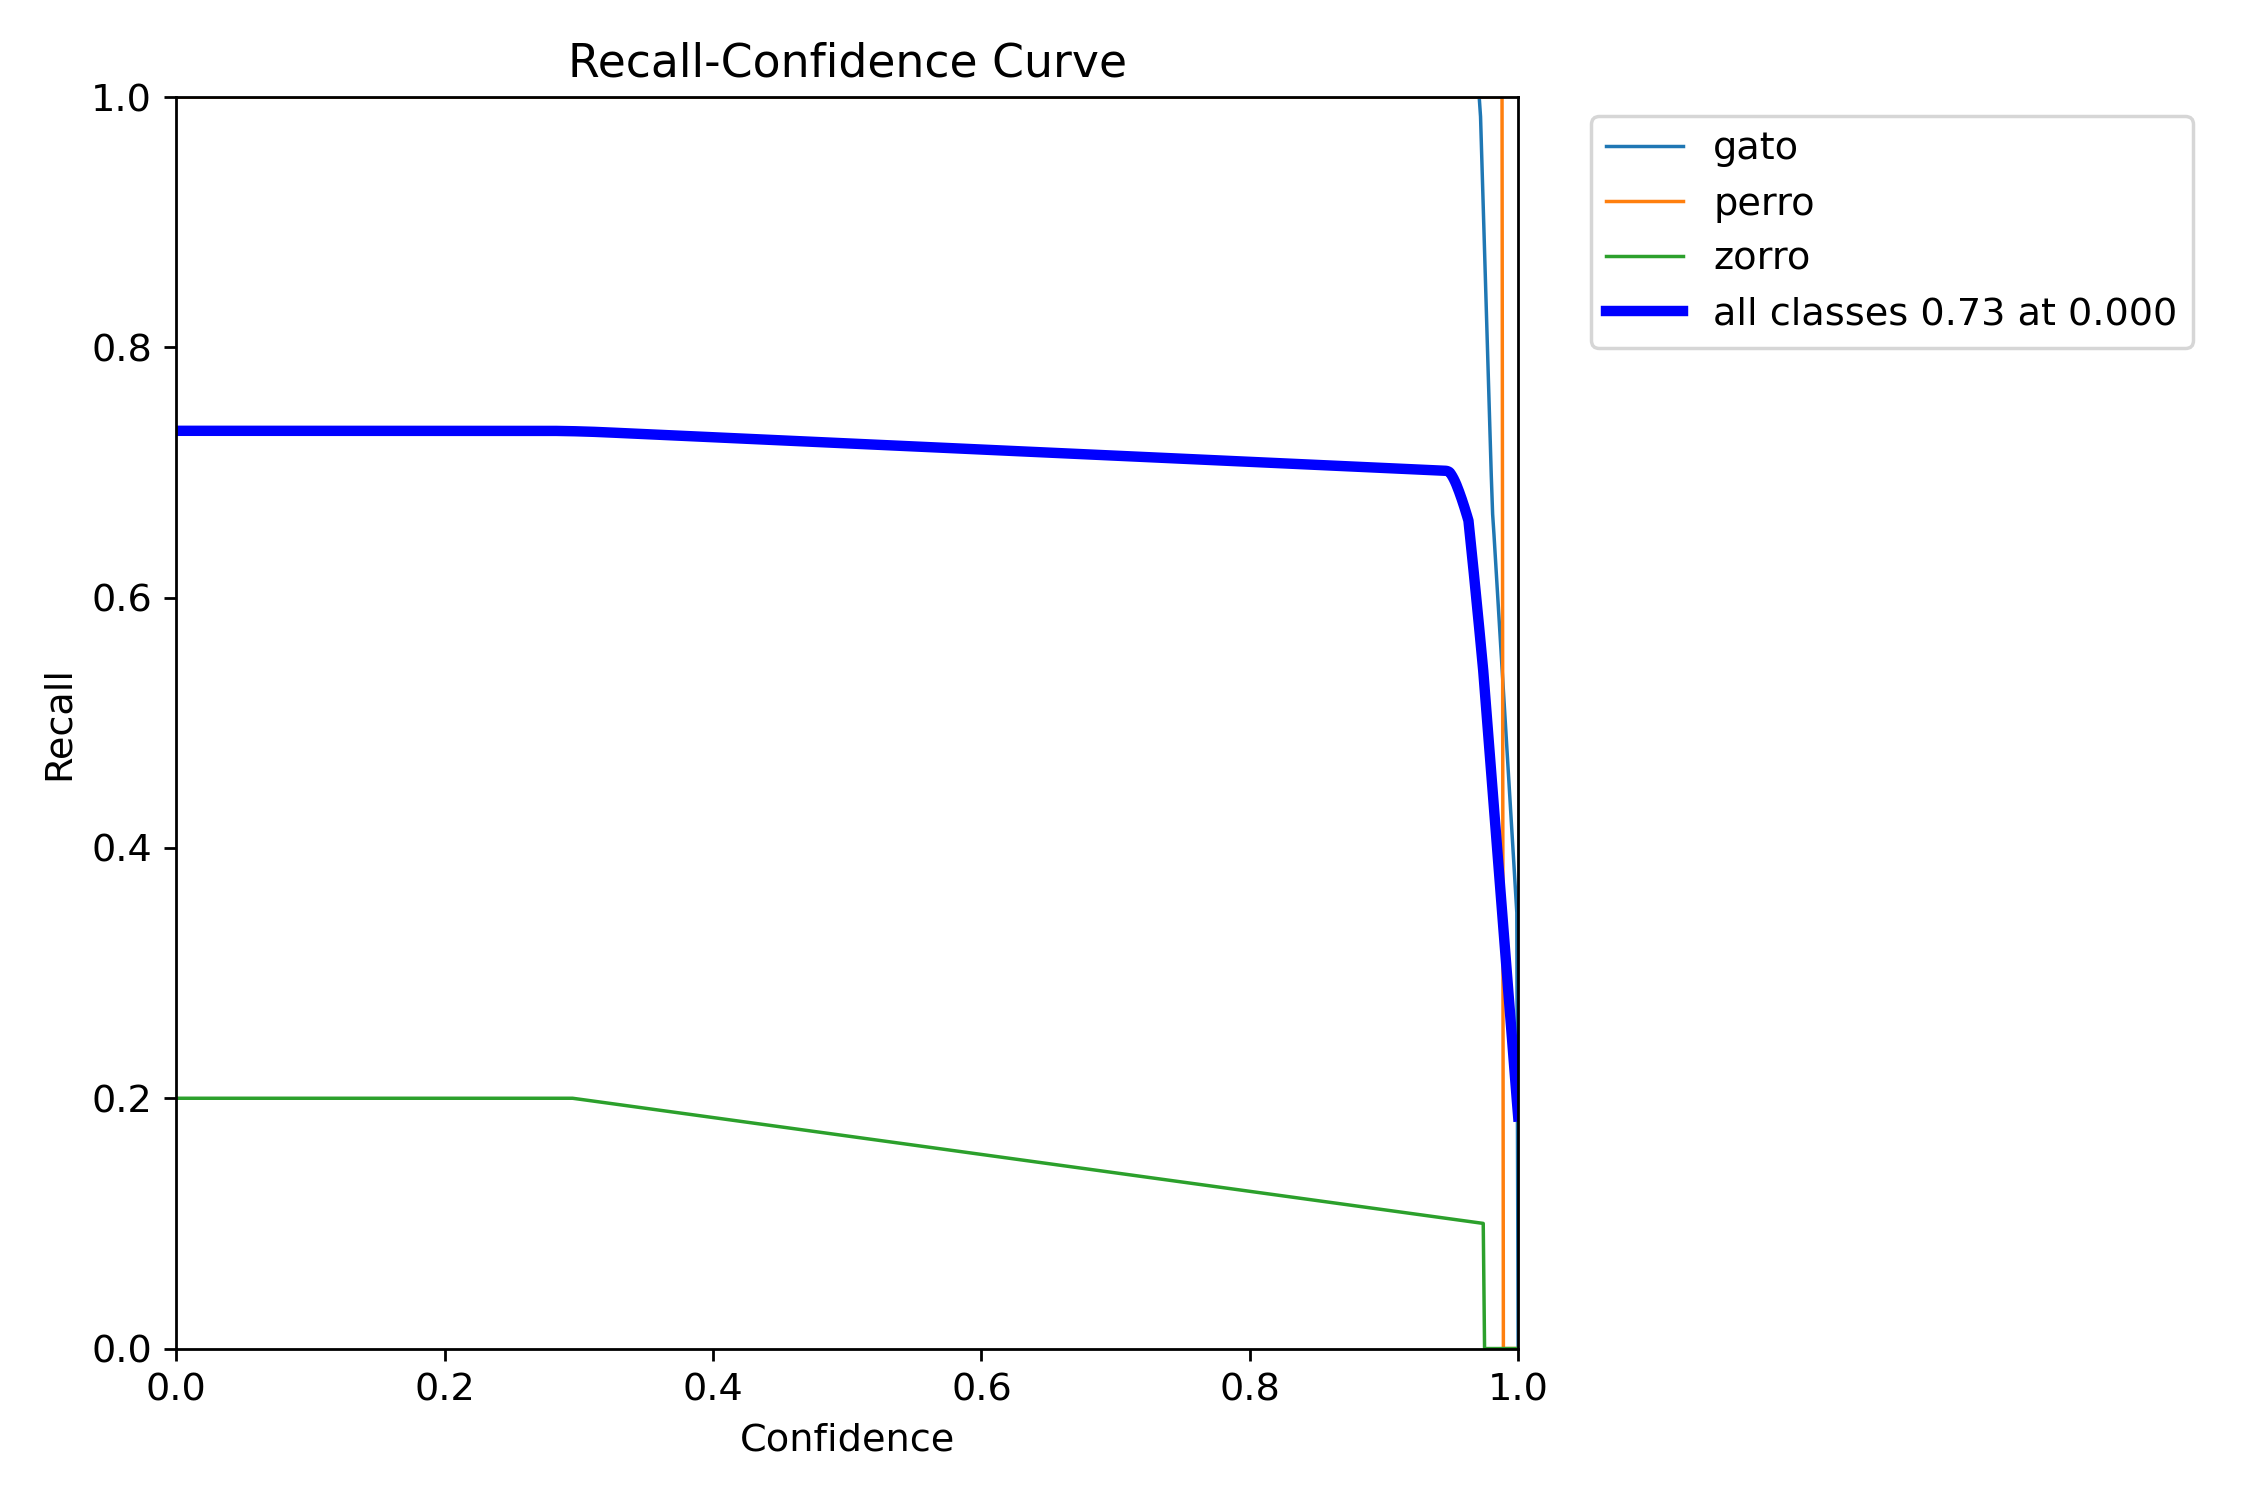 Recall-Confidence Curve
1.0
0.8
0.6
0.4
0.2
0.0
Recall
0.0 0.2 0.4 0.6 0.8 1.0
Confidence
gato
perro
zorro
all classes 0.73 at 0.000